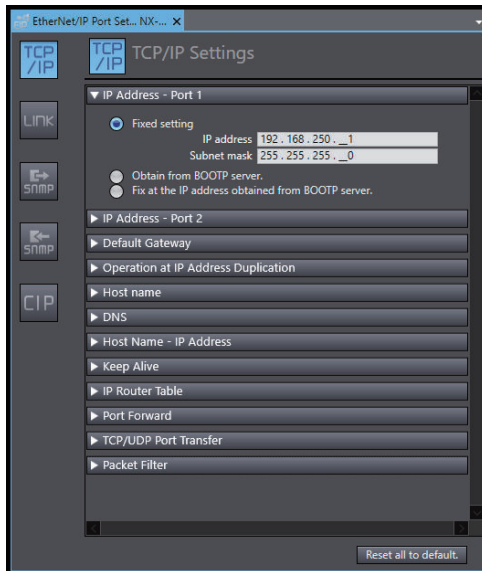 EtherNet/IP Port Set... NX-... X
TCP/IP
TCP/IP TCP/IP Settings
▼ IP Address - Port 1
LINK
Fixed setting
IP address 192 . 168 . 250 . __1
Subnet mask 255 . 255 . 255 . __0
SNMP
Obtain from BOOTP server.
Fix at the IP address obtained from BOOTP server.
▶ IP Address - Port 2
SNMP
▶ Default Gateway
▶ Operation at IP Address Duplication
▶ Host name
CIP
▶ DNS
▶ Host Name - IP Address
▶ Keep Alive
▶ IP Router Table
▶ Port Forward
▶ TCP/UDP Port Transfer
▶ Packet Filter
Reset all to default.